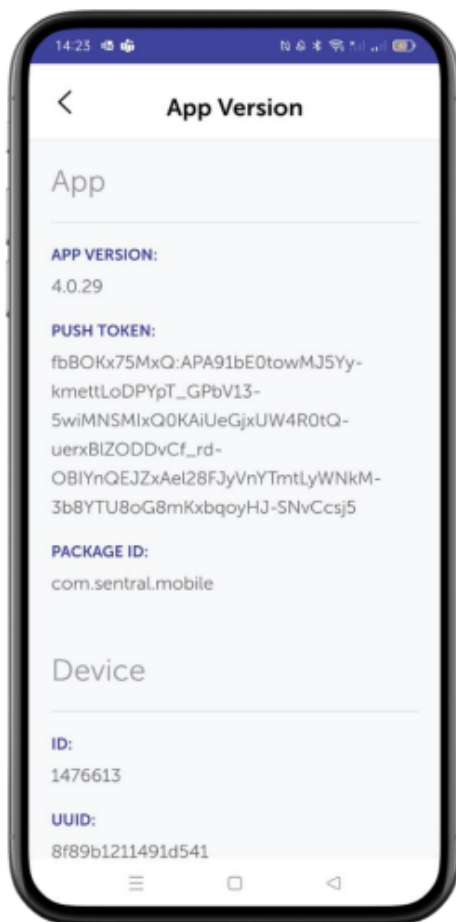 14:23
App Version
App
APP VERSION:
4.0.29
PUSH TOKEN:
fbBOKx75MxQ:APA91bE0towMJ5Yy-
kmettLoDPYpT_GPbV13-
5wiMNSMIxQ0KAiUeGjxUW4R0tQ-
uerxBlZODDvCf_rd-
OBIYnQEJZxAel28FJyVnYTmtLyWNkM-
3b8YTU8oG8mKxbqoyHJ-SNvCcsj5
PACKAGE ID:
com.sentral.mobile
Device
ID:
1476613
UUID:
8f89b1211491d541